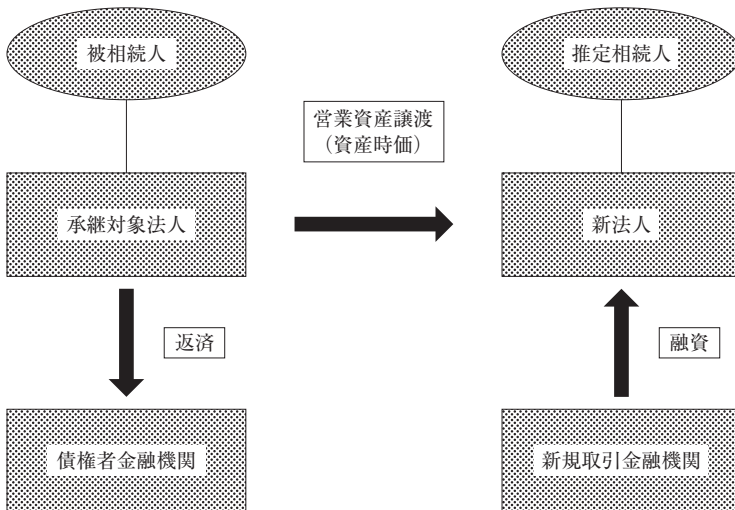 被相続人
推定相続人
営業資産譲渡
（資産時価）
承継対象法人
新法人
返済
融資
債権者金融機関
新規取引金融機関